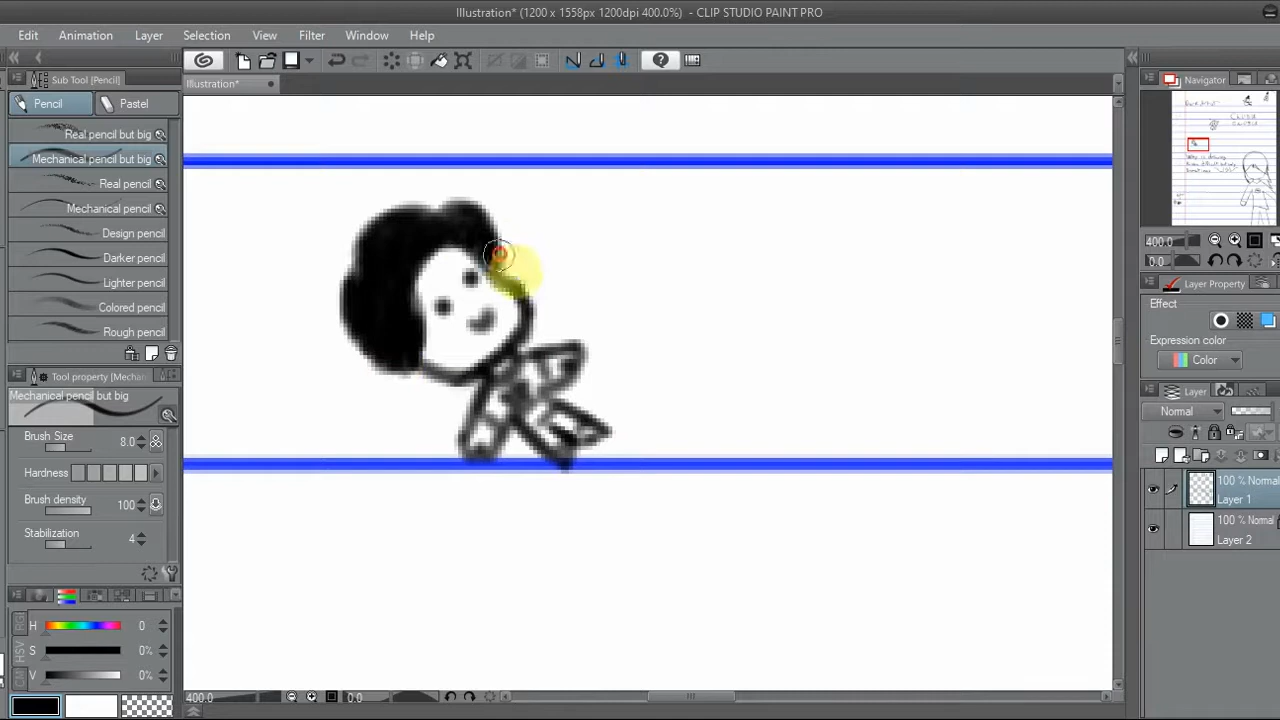 Illustration* (1200 x 1558px 1200dpi 400.0%) - CLIP STUDIO PAINT PRO
Edit Animation Layer Selection View Filter Window Help
Illustration*
Sub Tool [Pencil]
Pencil Pastel
Real pencil but big
Mechanical pencil but big
Real pencil
Mechanical pencil
Design pencil
Darker pencil
Lighter pencil
Colored pencil
Rough pencil
Tool property [Mechan
Mechanical pencil but big
Brush Size 8.0
Hardness
Brush density 100
Stabilization 4
H 0
S 0%
V 0%
400.0 0.0
Navigator
400.0
0.0
Layer Property
Effect
Expression color
Color
Layer
Normal
100 % Normal
Layer 1
100 % Normal
Layer 2